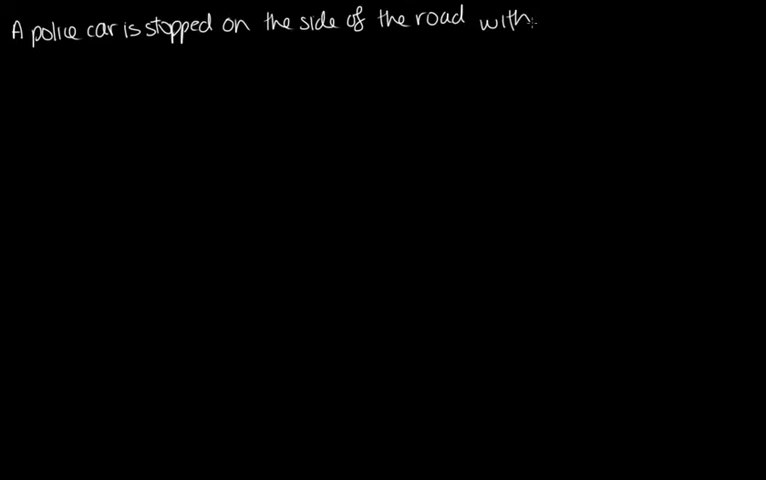 A police car is stopped on the side of the road with